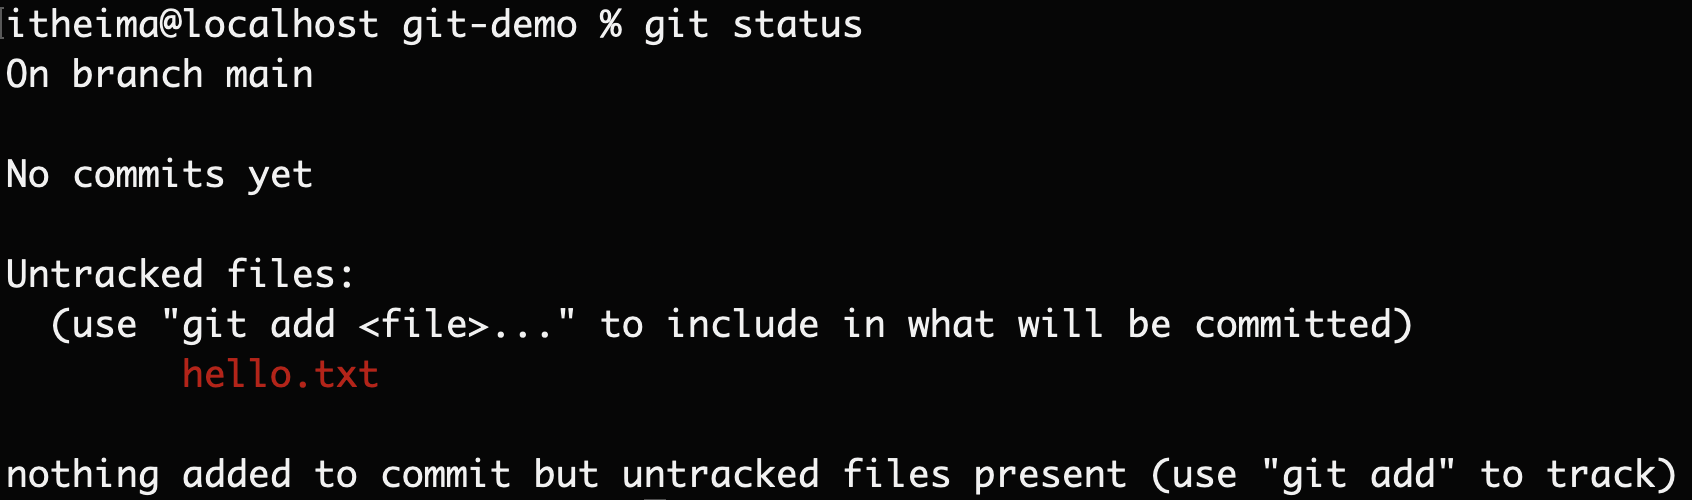 itheima@localhost git-demo % git status
On branch main
No commits yet
Untracked files:
(use "git add <file>..." to include in what will be committed)
hello.txt
nothing added to commit but untracked files present (use "git add" to track)